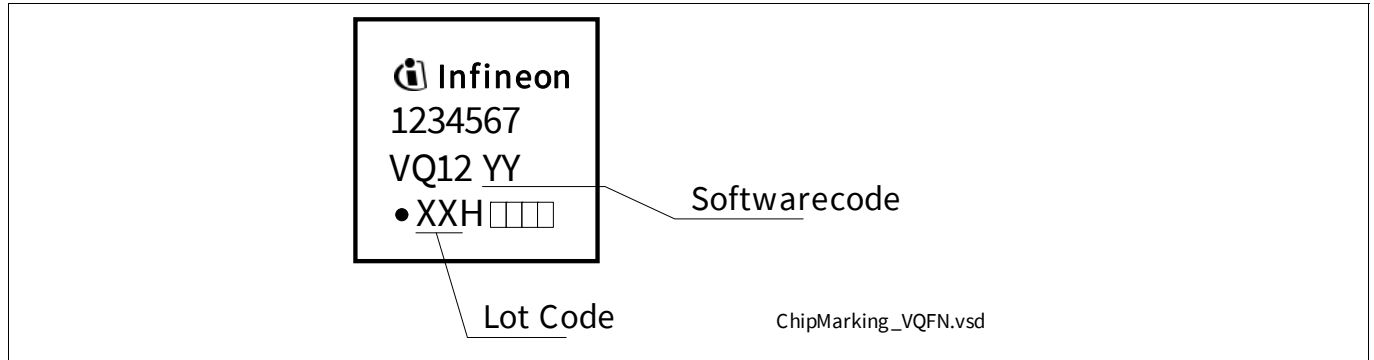 Infineon
1234567
VQ12 YY
XXH
Softwarecode
Lot Code
ChipMarking_VQFN.vsd